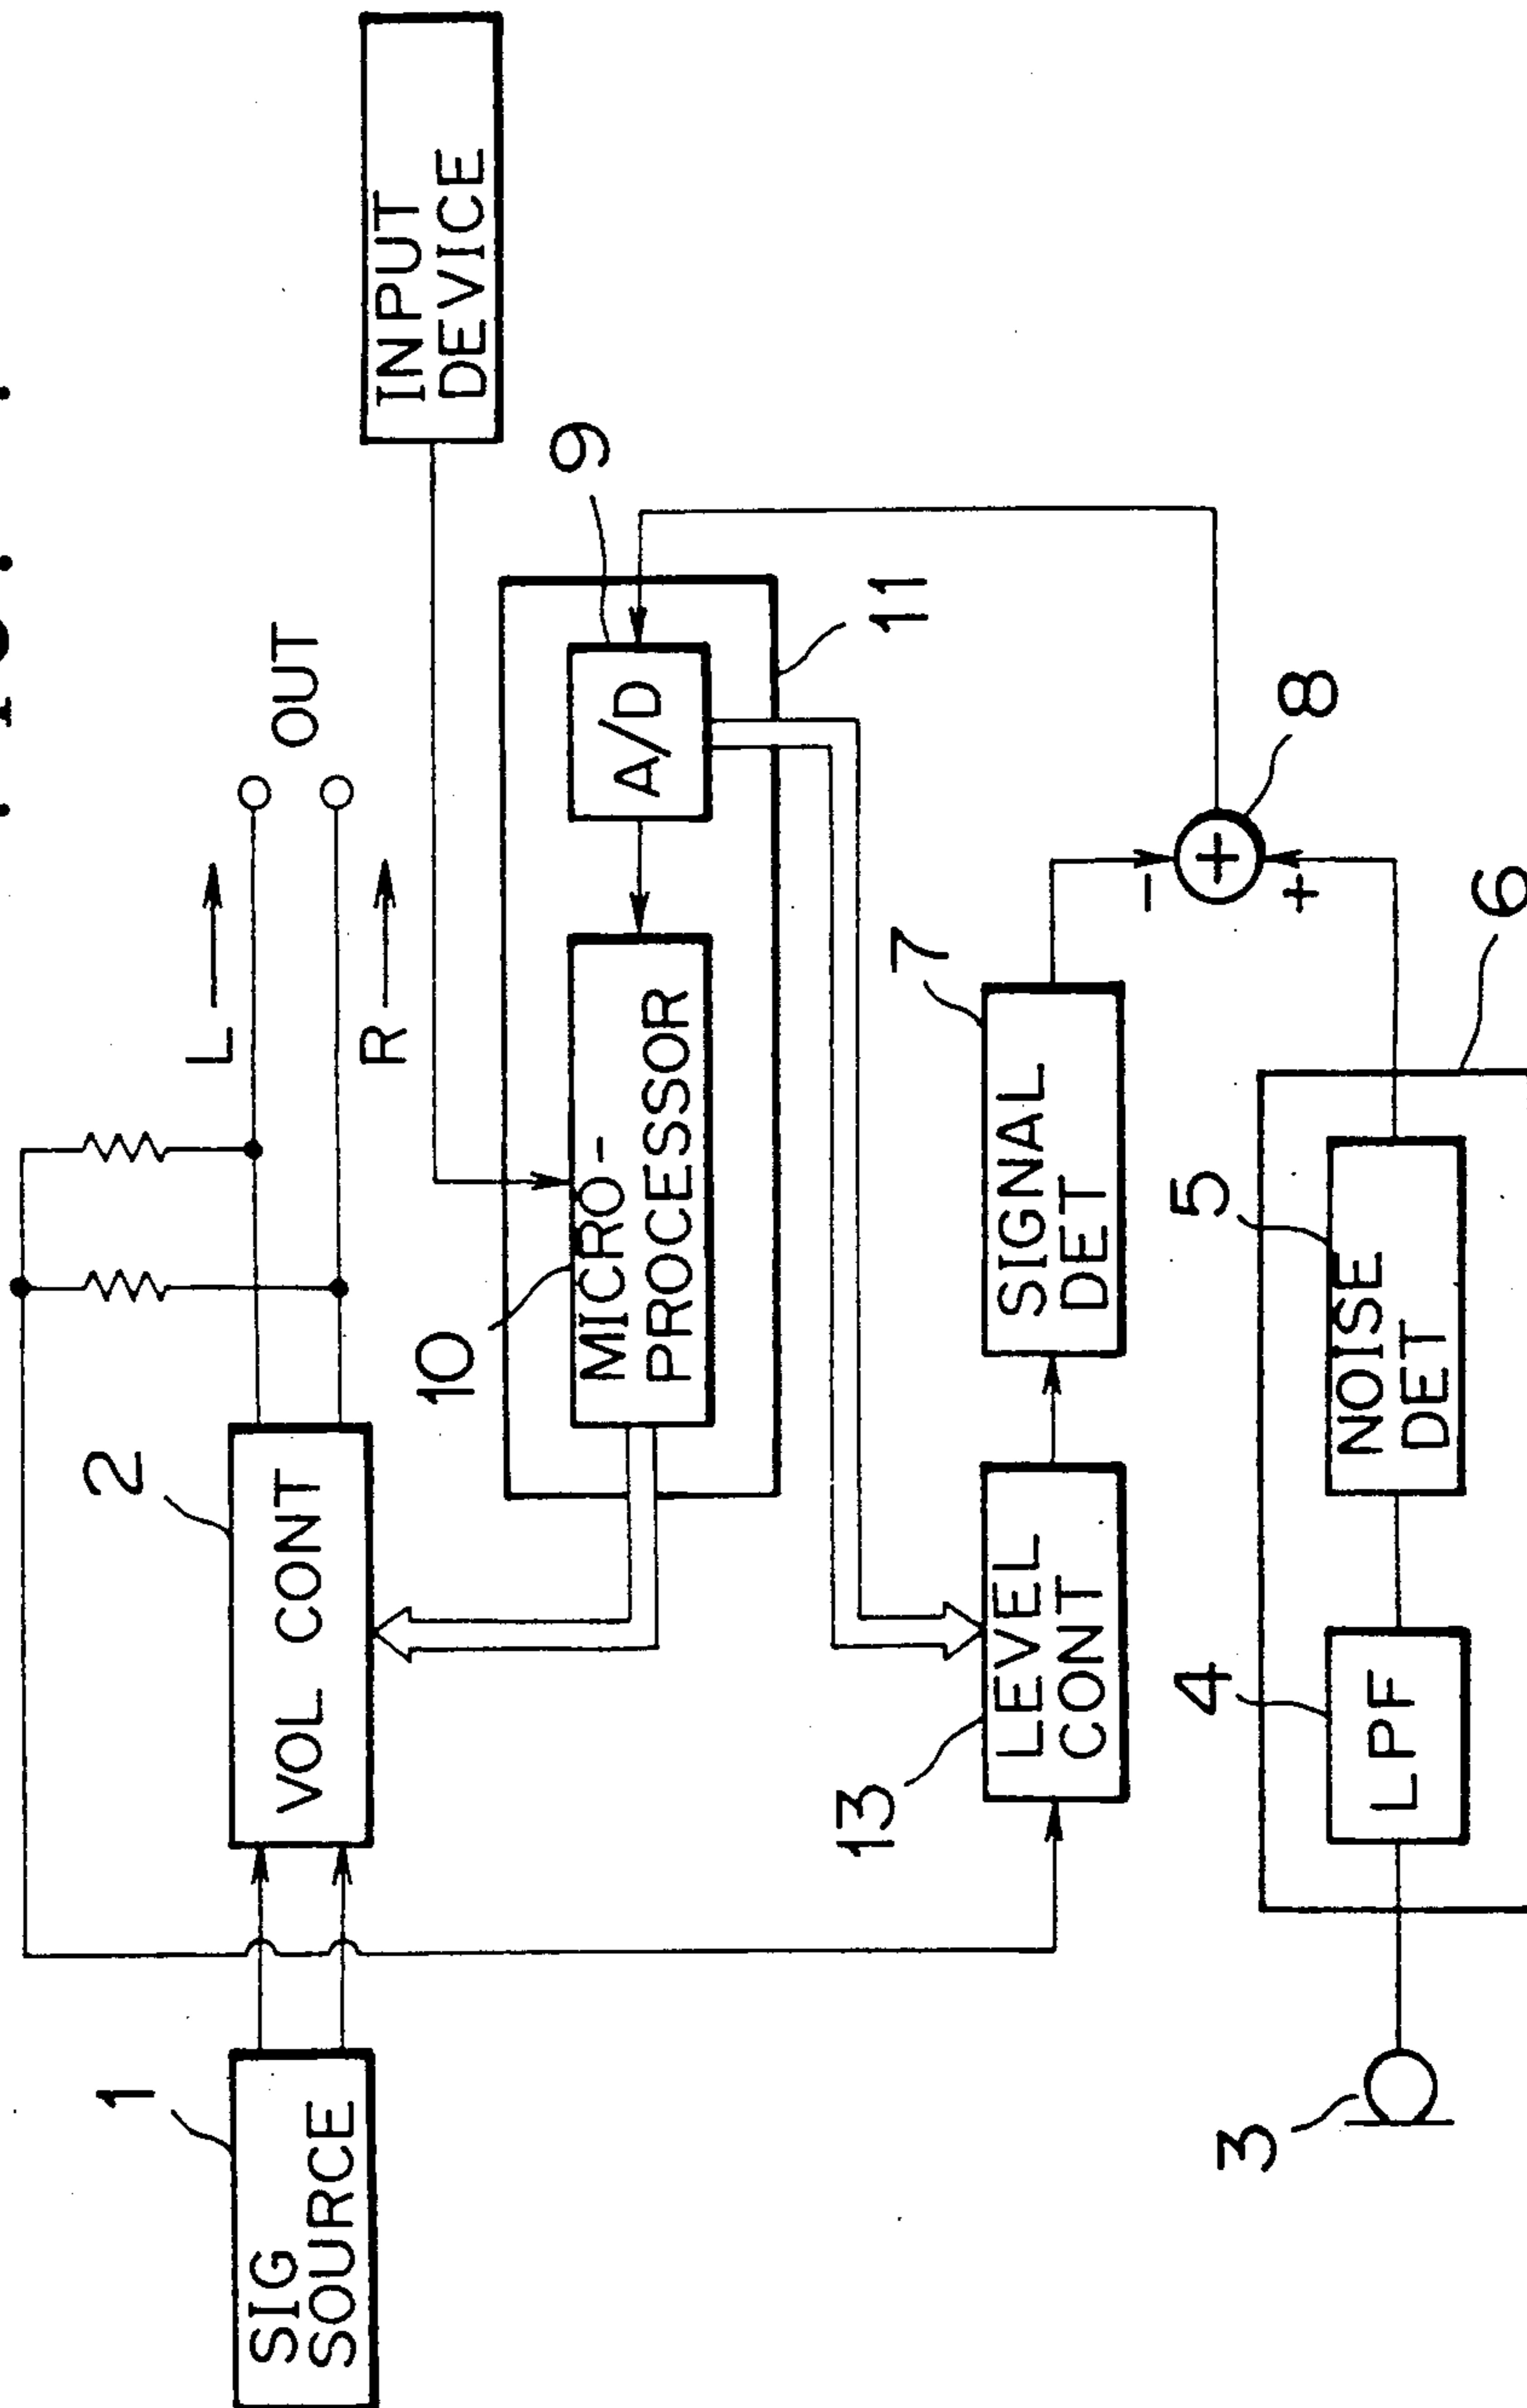 L
R
OUT
1
SIG
SOURCE
2
VOL CONT
INPUT
DEVICE
10
MICRO-
PROCESSOR
9
A/D
11
13
LEVEL
CONT
7
SIGNAL
DET
-
+
+
8
3
4
LPF
5
NOISE
DET
6